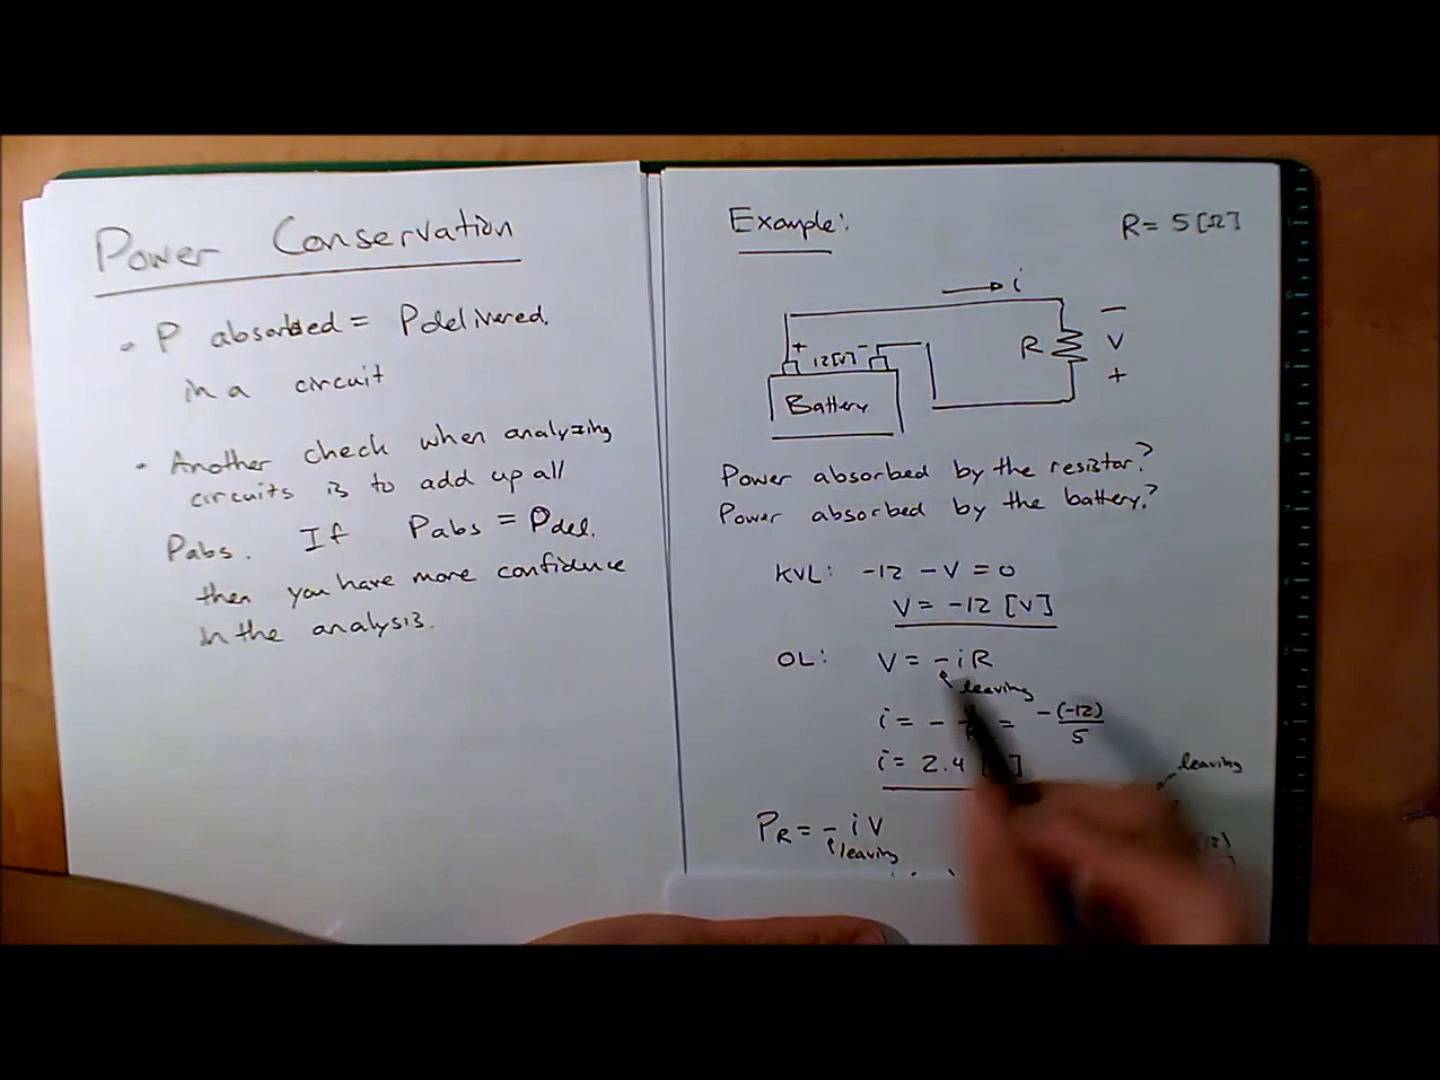 Power Conservation
• P absorbed = Pdelivered.
in a circuit
• Another check when analyzing
circuits is to add up all
Pabs. If Pabs = Pdel.
then you have more confidence
in the analysis.
Example:
R = 5 [Ω]
i
+ 12[V] -
Battery
R
-
V
+
Power absorbed by the resistor?
Power absorbed by the battery?
KVL: -12 - V = 0
V = -12 [V]
OL: V = -iR
leaving
i = - = -(-12)/5
i = 2.4 [ ]
leaving
PR = - i V
leaving